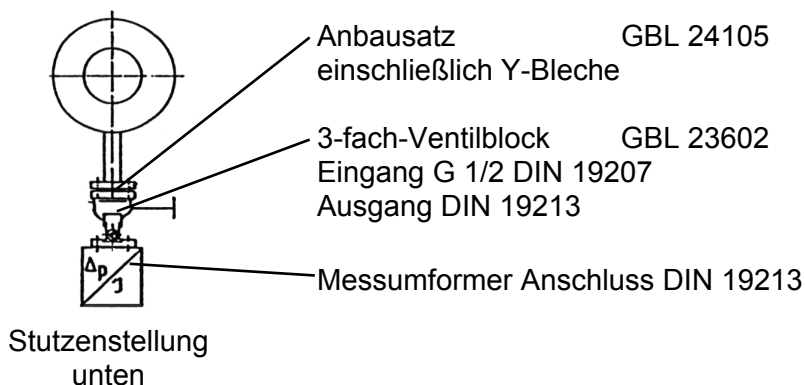 Anbausatz GBL 24105
einschließlich Y-Bleche
3-fach-Ventilblock GBL 23602
Eingang G 1/2 DIN 19207
Ausgang DIN 19213
Δp
J
Messumformer Anschluss DIN 19213
Stutzenstellung
unten